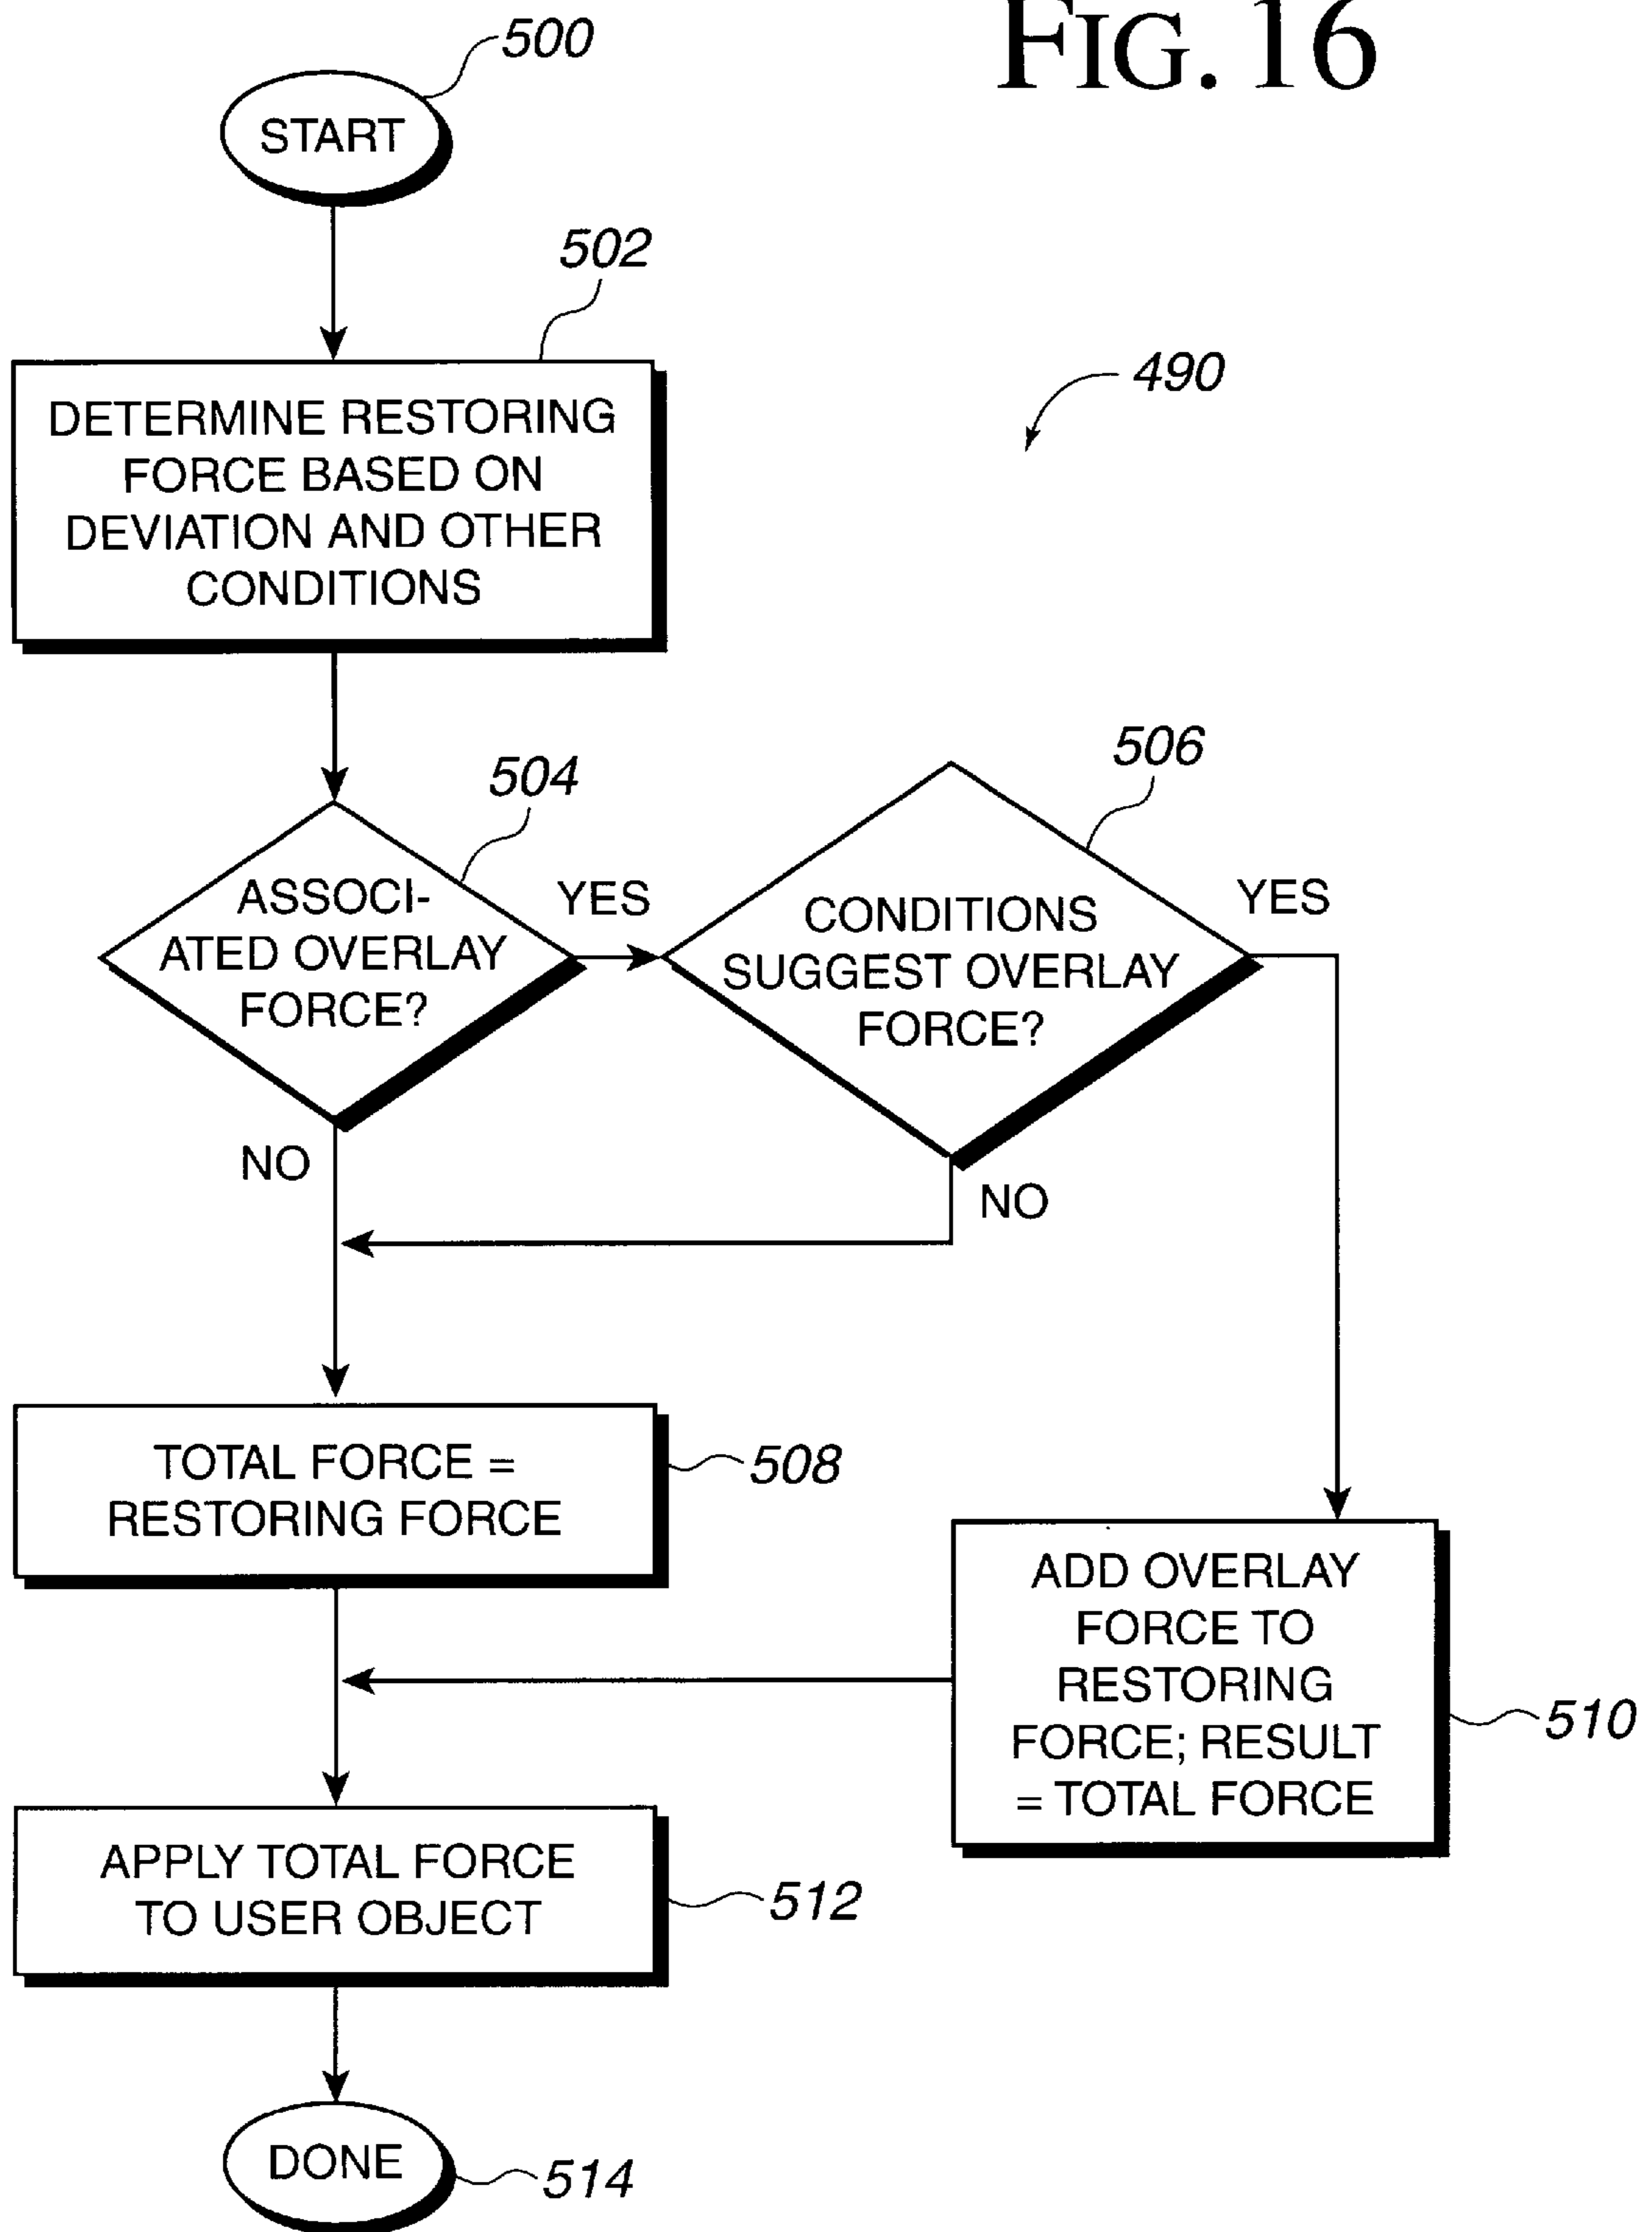 FIG. 16
500
START
502
490
DETERMINE RESTORING
FORCE BASED ON
DEVIATION AND OTHER
CONDITIONS
504
506
ASSOCI-
ATED OVERLAY
FORCE?
YES
CONDITIONS
SUGGEST OVERLAY
FORCE?
YES
NO
NO
TOTAL FORCE =
RESTORING FORCE
508
ADD OVERLAY
FORCE TO
RESTORING
FORCE; RESULT
= TOTAL FORCE
510
APPLY TOTAL FORCE
TO USER OBJECT
512
DONE
514